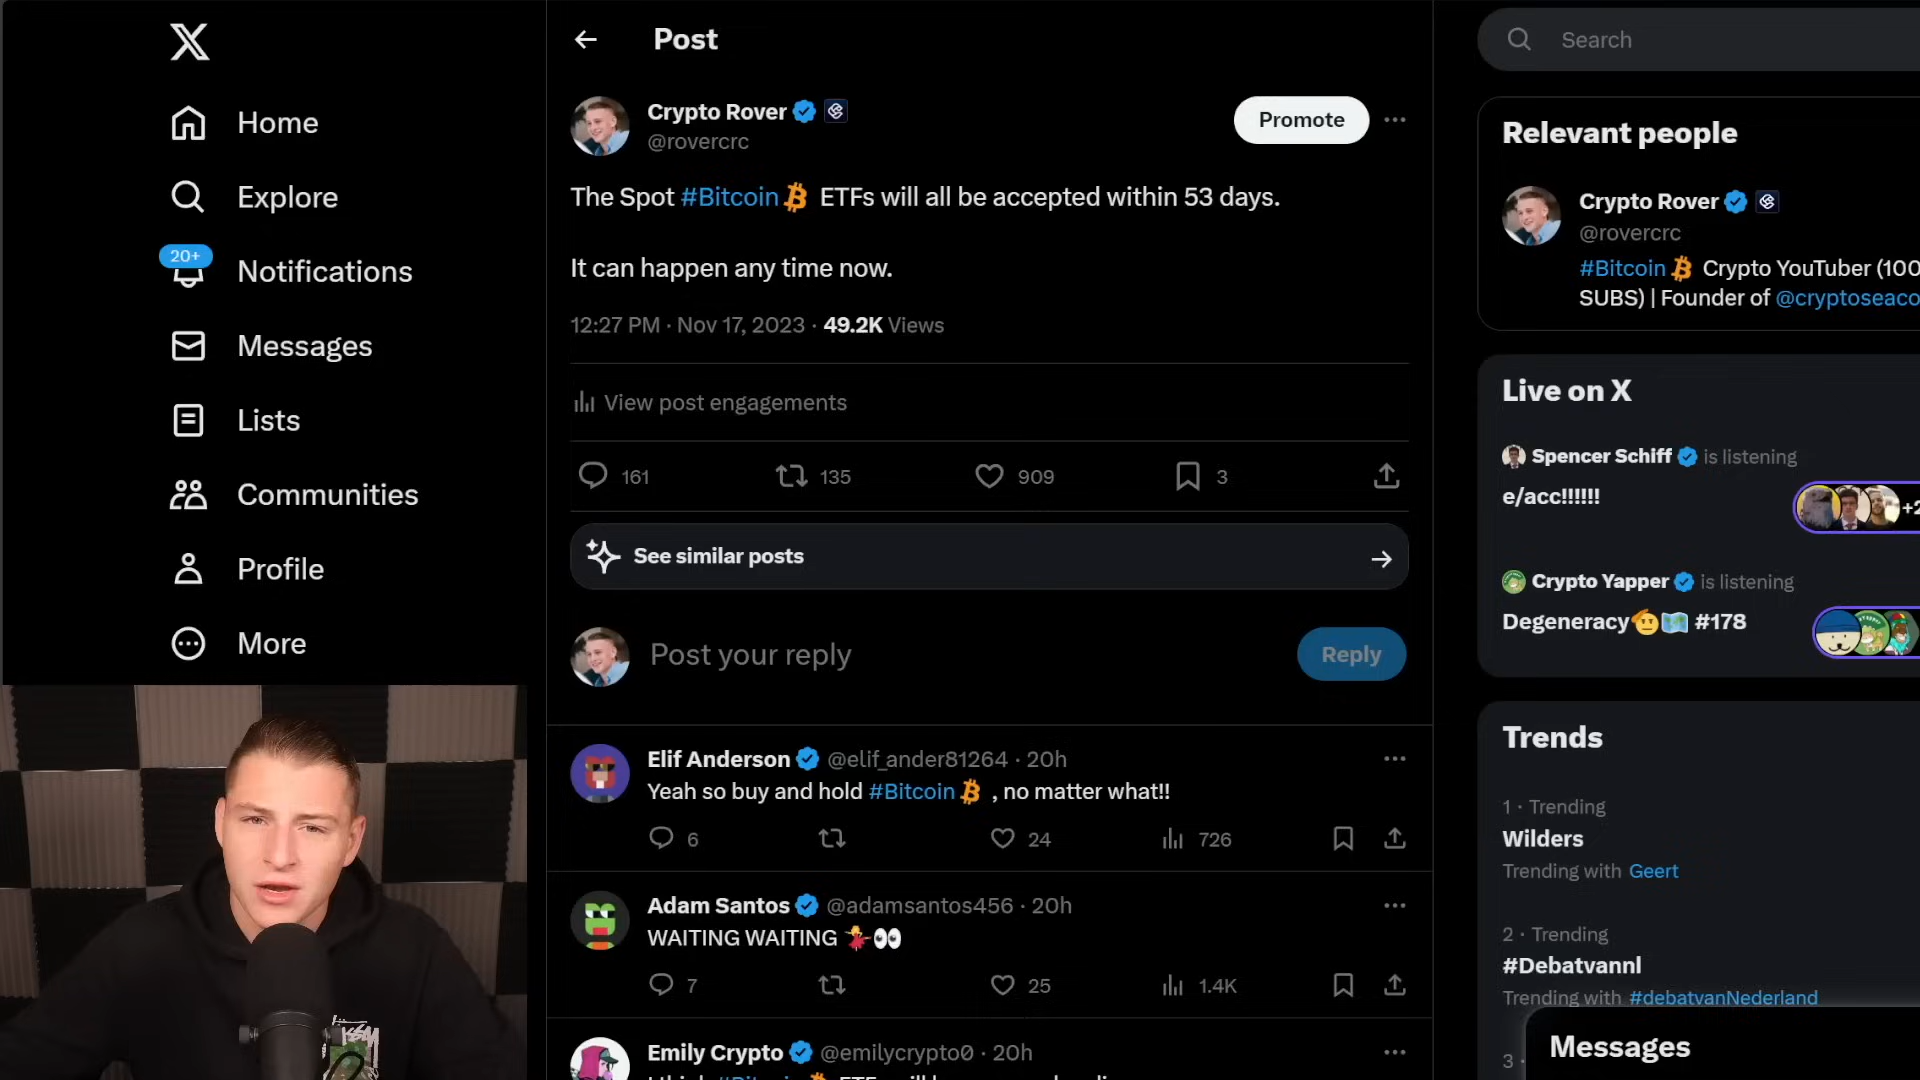 Home
Explore
20+
Notifications
Messages
Lists
Communities
Profile
More
Post
Crypto Rover
@rovercrc
Promote
The Spot #Bitcoin ETFs will all be accepted within 53 days.
It can happen any time now.
12:27 PM · Nov 17, 2023 · 49.2K Views
View post engagements
161 135 909 3
See similar posts
Post your reply
Reply
Elif Anderson @elif_ander81264 · 20h
Yeah so buy and hold #Bitcoin , no matter what!!
6 24 726
Adam Santos @adamsantos456 · 20h
WAITING WAITING 💃👀
7 25 1.4K
Emily Crypto @emilycrypto0 · 20h
Search
Relevant people
Crypto Rover
@rovercrc
#Bitcoin Crypto YouTuber (100
SUBS) | Founder of @cryptoseaco
Live on X
Spencer Schiff is listening
e/acc!!!!!!
+2
Crypto Yapper is listening
Degeneracy🫡🗺️ #178
Trends
1 · Trending
Wilders
Trending with Geert
2 · Trending
#Debatvannl
Trending with #debatvanNederland
3 ·
Messages